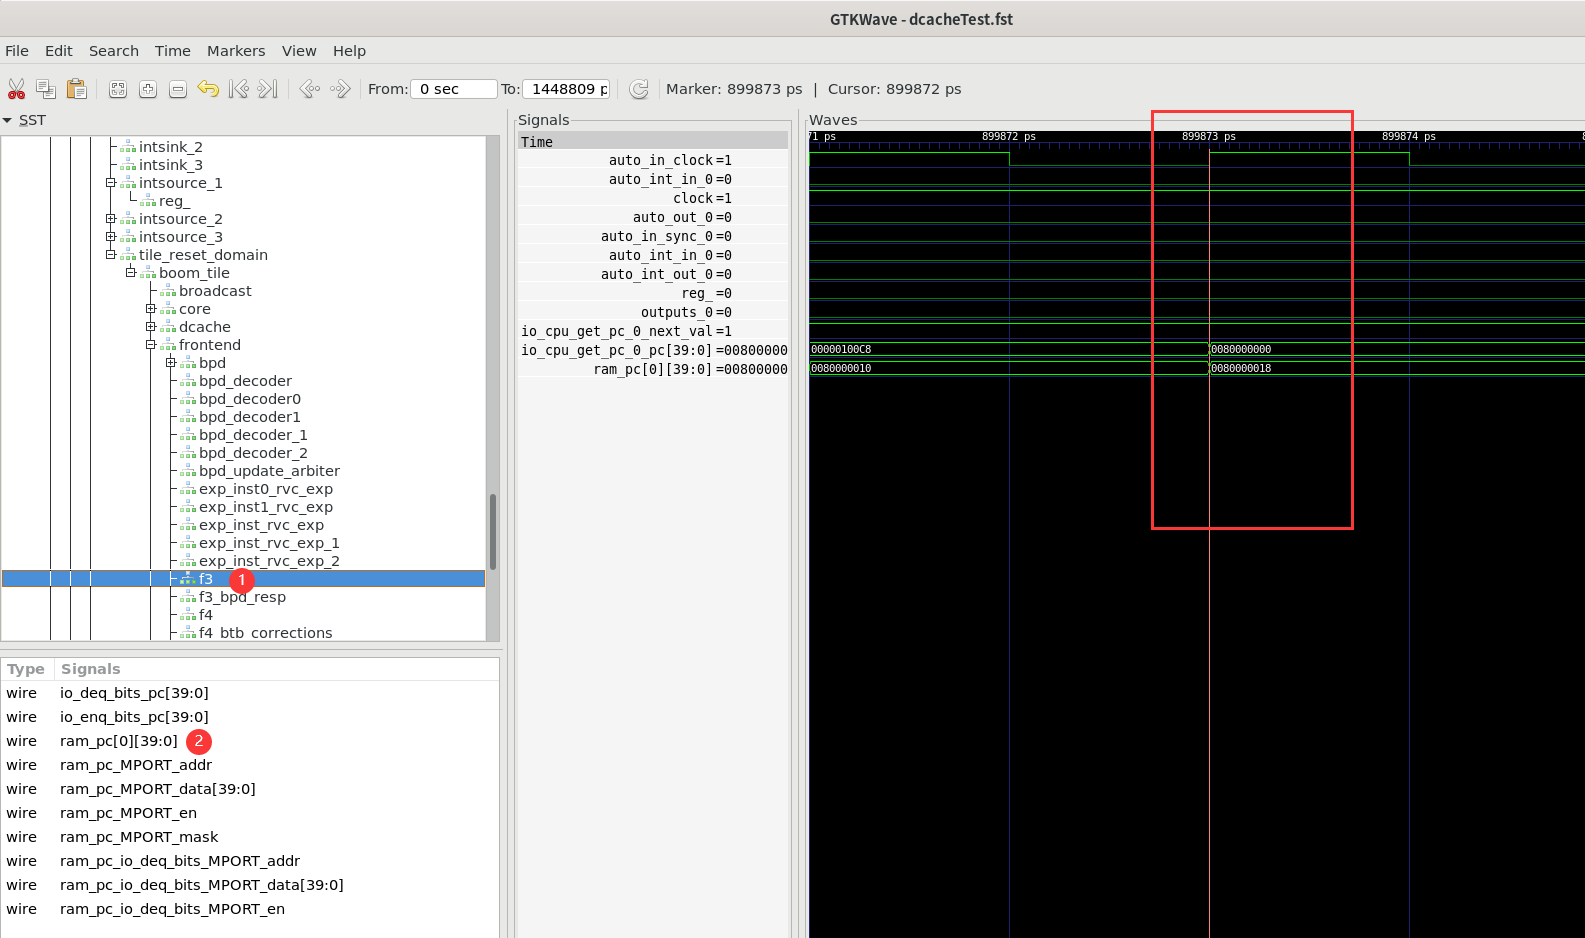 GTKWave - dcacheTest.fst
File Edit Search Time Markers View Help
From: 0 sec To: 1448809 p Marker: 899873 ps | Cursor: 899872 ps
SST
intsink_2
intsink_3
intsource_1
reg_
intsource_2
intsource_3
tile_reset_domain
boom_tile
broadcast
core
dcache
frontend
bpd
bpd_decoder
bpd_decoder0
bpd_decoder1
bpd_decoder_1
bpd_decoder_2
bpd_update_arbiter
exp_inst0_rvc_exp
exp_inst1_rvc_exp
exp_inst_rvc_exp
exp_inst_rvc_exp_1
exp_inst_rvc_exp_2
f3 1
f3_bpd_resp
f4
f4_btb_corrections
Type Signals
wire io_deq_bits_pc[39:0]
wire io_enq_bits_pc[39:0]
wire ram_pc[0][39:0] 2
wire ram_pc_MPORT_addr
wire ram_pc_MPORT_data[39:0]
wire ram_pc_MPORT_en
wire ram_pc_MPORT_mask
wire ram_pc_io_deq_bits_MPORT_addr
wire ram_pc_io_deq_bits_MPORT_data[39:0]
wire ram_pc_io_deq_bits_MPORT_en
Signals
Time
auto_in_clock=1
auto_int_in_0=0
clock=1
auto_out_0=0
auto_in_sync_0=0
auto_int_in_0=0
auto_int_out_0=0
reg_=0
outputs_0=0
io_cpu_get_pc_0_next_val=1
io_cpu_get_pc_0_pc[39:0]=00800000
ram_pc[0][39:0]=00800000
Waves
71 ps 899872 ps 899873 ps 899874 ps
00000100C8 0080000000
0080000010 0080000018